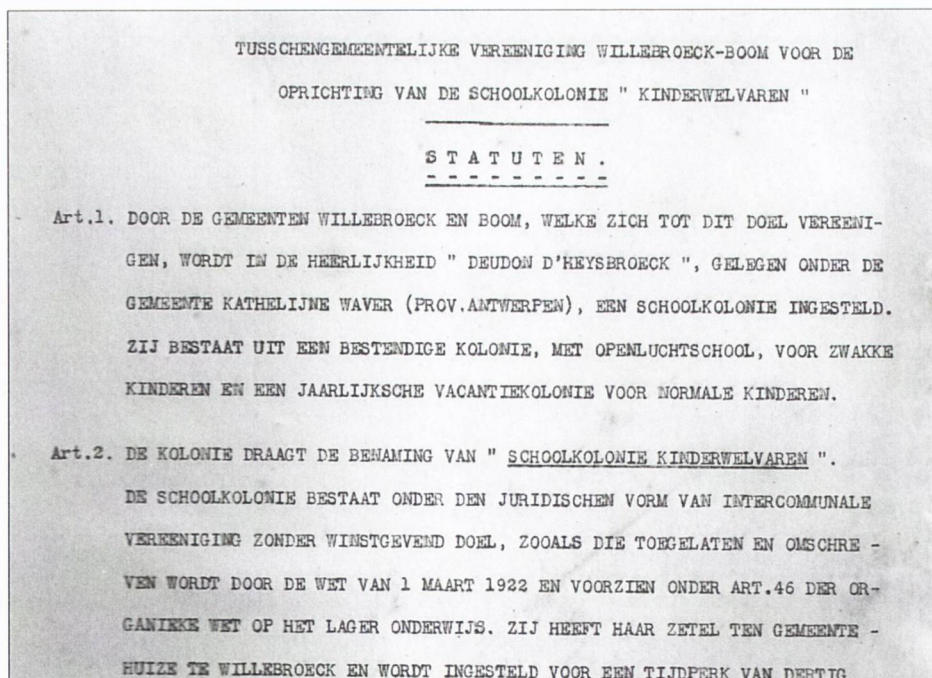 TUSSCHENGEMEENTELIJKE VEREENIGING WILLEBROECK-BOOM VOOR DE
OPRICHTING VAN DE SCHOOLKOLONIE " KINDERWELVAREN "
S T A T U T E N .
Art.1. DOOR DE GEMEENTEN WILLEBROECK EN BOOM, WELKE ZICH TOT DIT DOEL VEREENI-
GEN, WORDT IN DE HEERLIJKHEID " DEUDON D'HEYSBROECK ", GELEGEN ONDER DE
GEMEENTE KATHELIJNE WAVER (PROV.ANTWERPEN), EEN SCHOOLKOLONIE INGESTELD.
ZIJ BESTAAT UIT EEN BESTENDIGE KOLONIE, MET OPENLUCHTSCHOOL, VOOR ZWAKKE
KINDEREN EN EEN JAARLIJKSCHE VACANTIEKOLONIE VOOR NORMALE KINDEREN.
Art.2. DE KOLONIE DRAAGT DE BENAMING VAN " SCHOOLKOLONIE KINDERWELVAREN ".
DE SCHOOLKOLONIE BESTAAT ONDER DEN JURIDISCHEN VORM VAN INTERCOMMUNALE
VEREENIGING ZONDER WINSTGEVEND DOEL, ZOOALS DIE TOEGELATEN EN OMSCHRE -
VEN WORDT DOOR DE WET VAN 1 MAART 1922 EN VOORZIEN ONDER ART.46 DER OR-
GANIEKE WET OP HET LAGER ONDERWIJS. ZIJ HEEFT HAAR ZETEL TEN GEMEENTE -
HUIZE TE WILLEBROECK EN WORDT INGESTELD VOOR EEN TIJDPERK VAN DERTIG